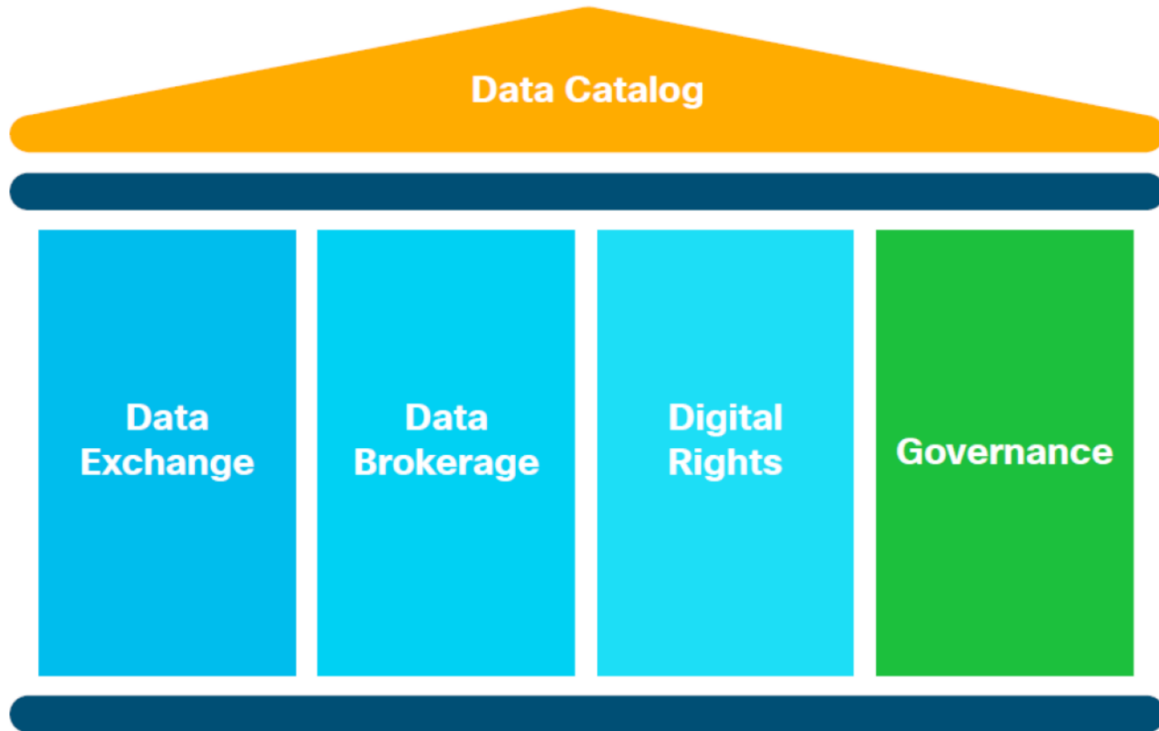 Data Catalog
Data
Exchange
Data
Brokerage
Digital
Rights
Governance